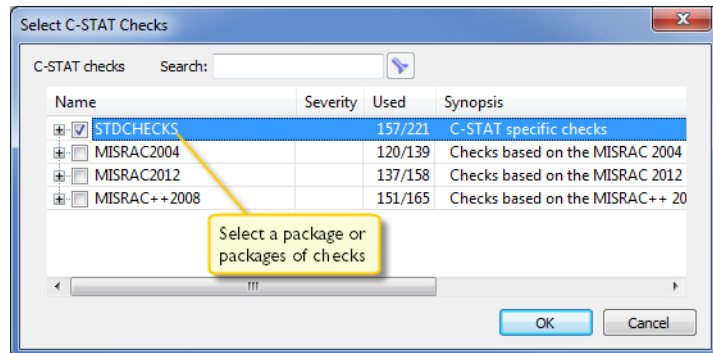 Select C-STAT Checks
C-STAT checks Search:
Name Severity Used Synopsis
STDCHECKS 157/221 C-STAT specific checks
MISRAC2004 120/139 Checks based on the MISRAC 2004
MISRAC2012 137/158 Checks based on the MISRAC 2012
MISRAC++2008 151/165 Checks based on the MISRAC++ 20
Select a package or
packages of checks
OK Cancel